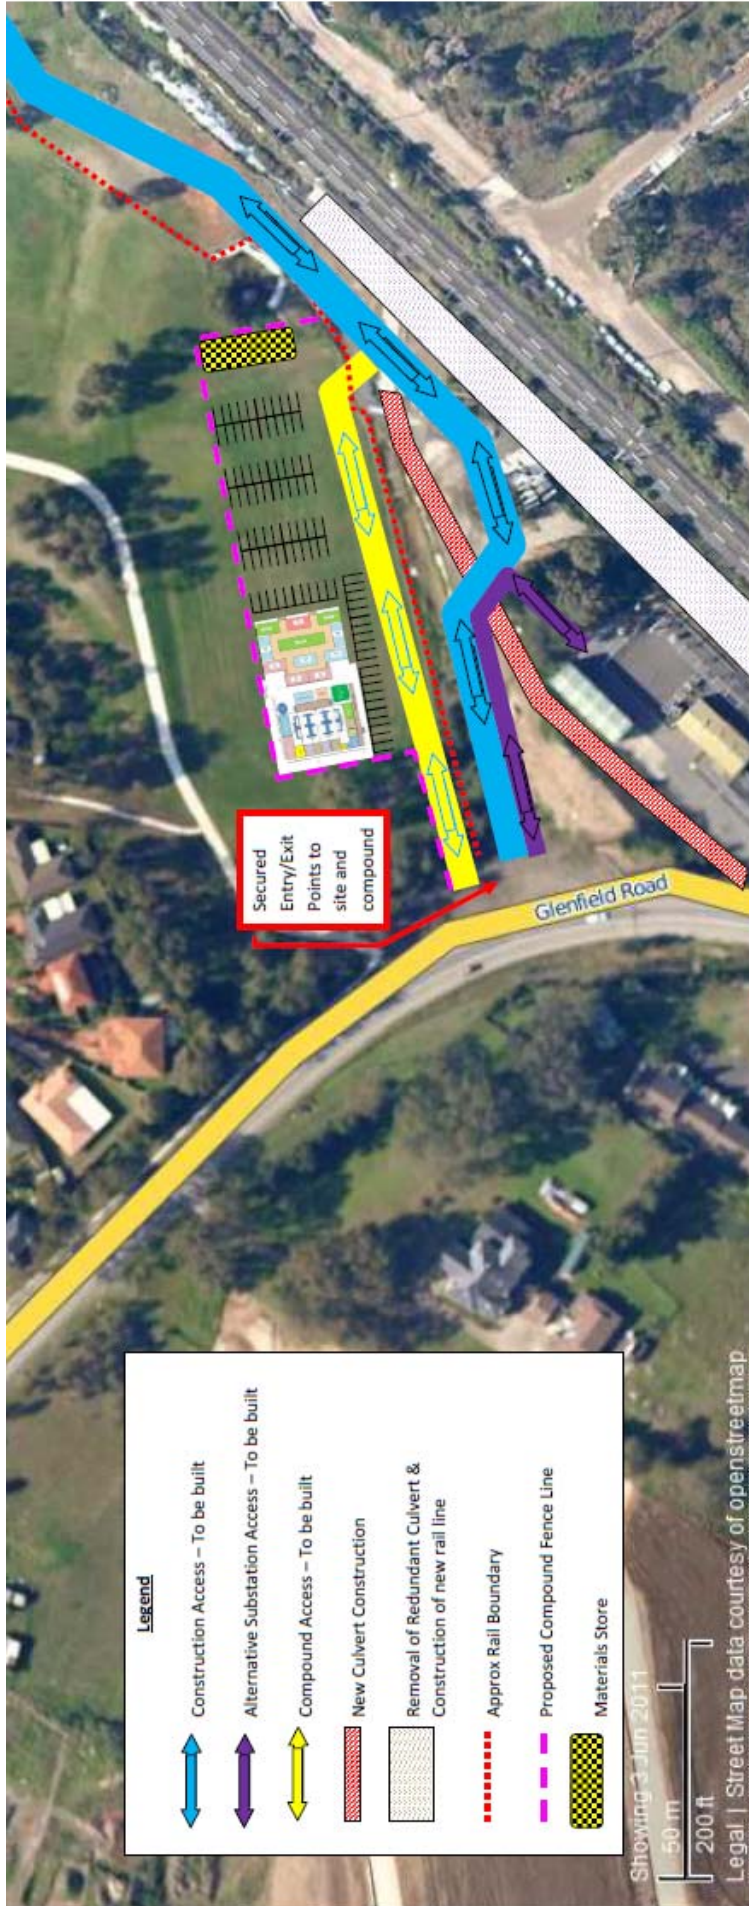 Legend
Construction Access – To be built
Alternative Substation Access – To be built
Compound Access – To be built
New Culvert Construction
Removal of Redundant Culvert &
Construction of new rail line
Approx Rail Boundary
Proposed Compound Fence Line
Materials Store
Showing 3 Jun 2011
50 m
200 ft
Legal | Street Map data courtesy of openstreetmap
Secured
Entry/Exit
Points to
site and
compound
Glenfield Road